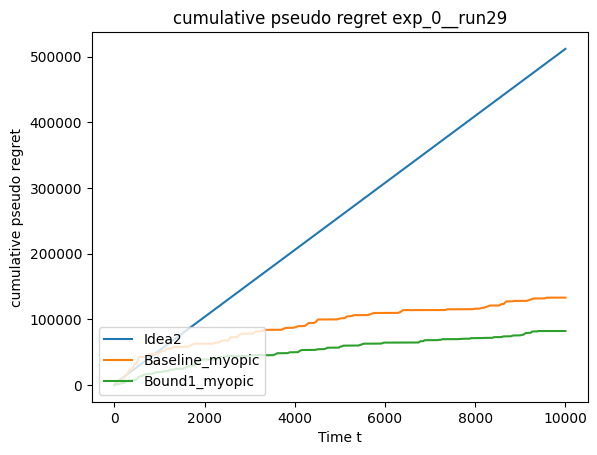 cumulative pseudo regret exp_0__run29
cumulative pseudo regret
500000
400000
300000
200000
100000
0
Idea2
Baseline_myopic
Bound1_myopic
0 2000 4000 6000 8000 10000
Time t